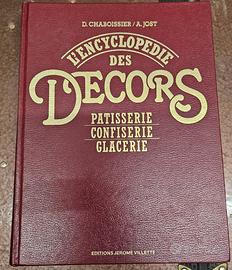 D. CHABOISSIER / A. JOST
L'ENCYCLOPEDIE
DES
DECORS
PATISSERIE
CONFISERIE
GLACERIE
EDITIONS JEROME VILLETTE